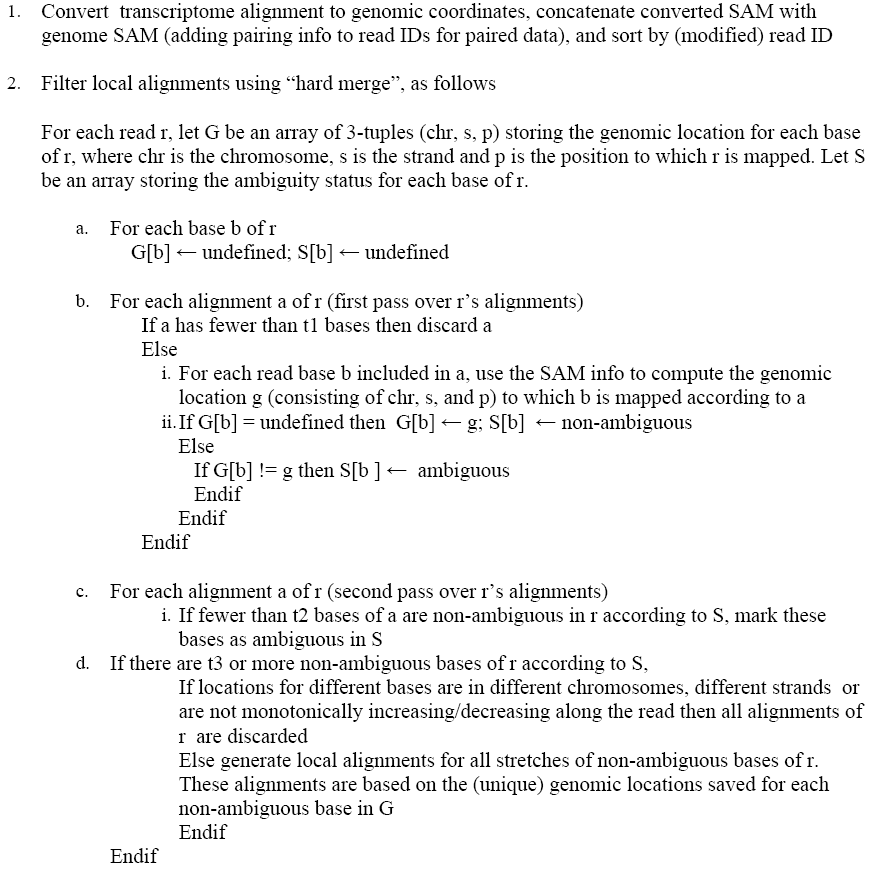 1. Convert transcriptome alignment to genomic coordinates, concatenate converted SAM with
genome SAM (adding pairing info to read IDs for paired data), and sort by (modified) read ID
2. Filter local alignments using “hard merge”, as follows
For each read r, let G be an array of 3-tuples (chr, s, p) storing the genomic location for each base
of r, where chr is the chromosome, s is the strand and p is the position to which r is mapped. Let S
be an array storing the ambiguity status for each base of r.
a. For each base b of r
G[b] ← undefined; S[b] ← undefined
b. For each alignment a of r (first pass over r’s alignments)
If a has fewer than t1 bases then discard a
Else
i. For each read base b included in a, use the SAM info to compute the genomic
location g (consisting of chr, s, and p) to which b is mapped according to a
ii. If G[b] = undefined then G[b] ← g; S[b] ← non-ambiguous
Else
If G[b] != g then S[b ] ← ambiguous
Endif
Endif
Endif
c. For each alignment a of r (second pass over r’s alignments)
i. If fewer than t2 bases of a are non-ambiguous in r according to S, mark these
bases as ambiguous in S
d. If there are t3 or more non-ambiguous bases of r according to S,
If locations for different bases are in different chromosomes, different strands or
are not monotonically increasing/decreasing along the read then all alignments of
r are discarded
Else generate local alignments for all stretches of non-ambiguous bases of r.
These alignments are based on the (unique) genomic locations saved for each
non-ambiguous base in G
Endif
Endif